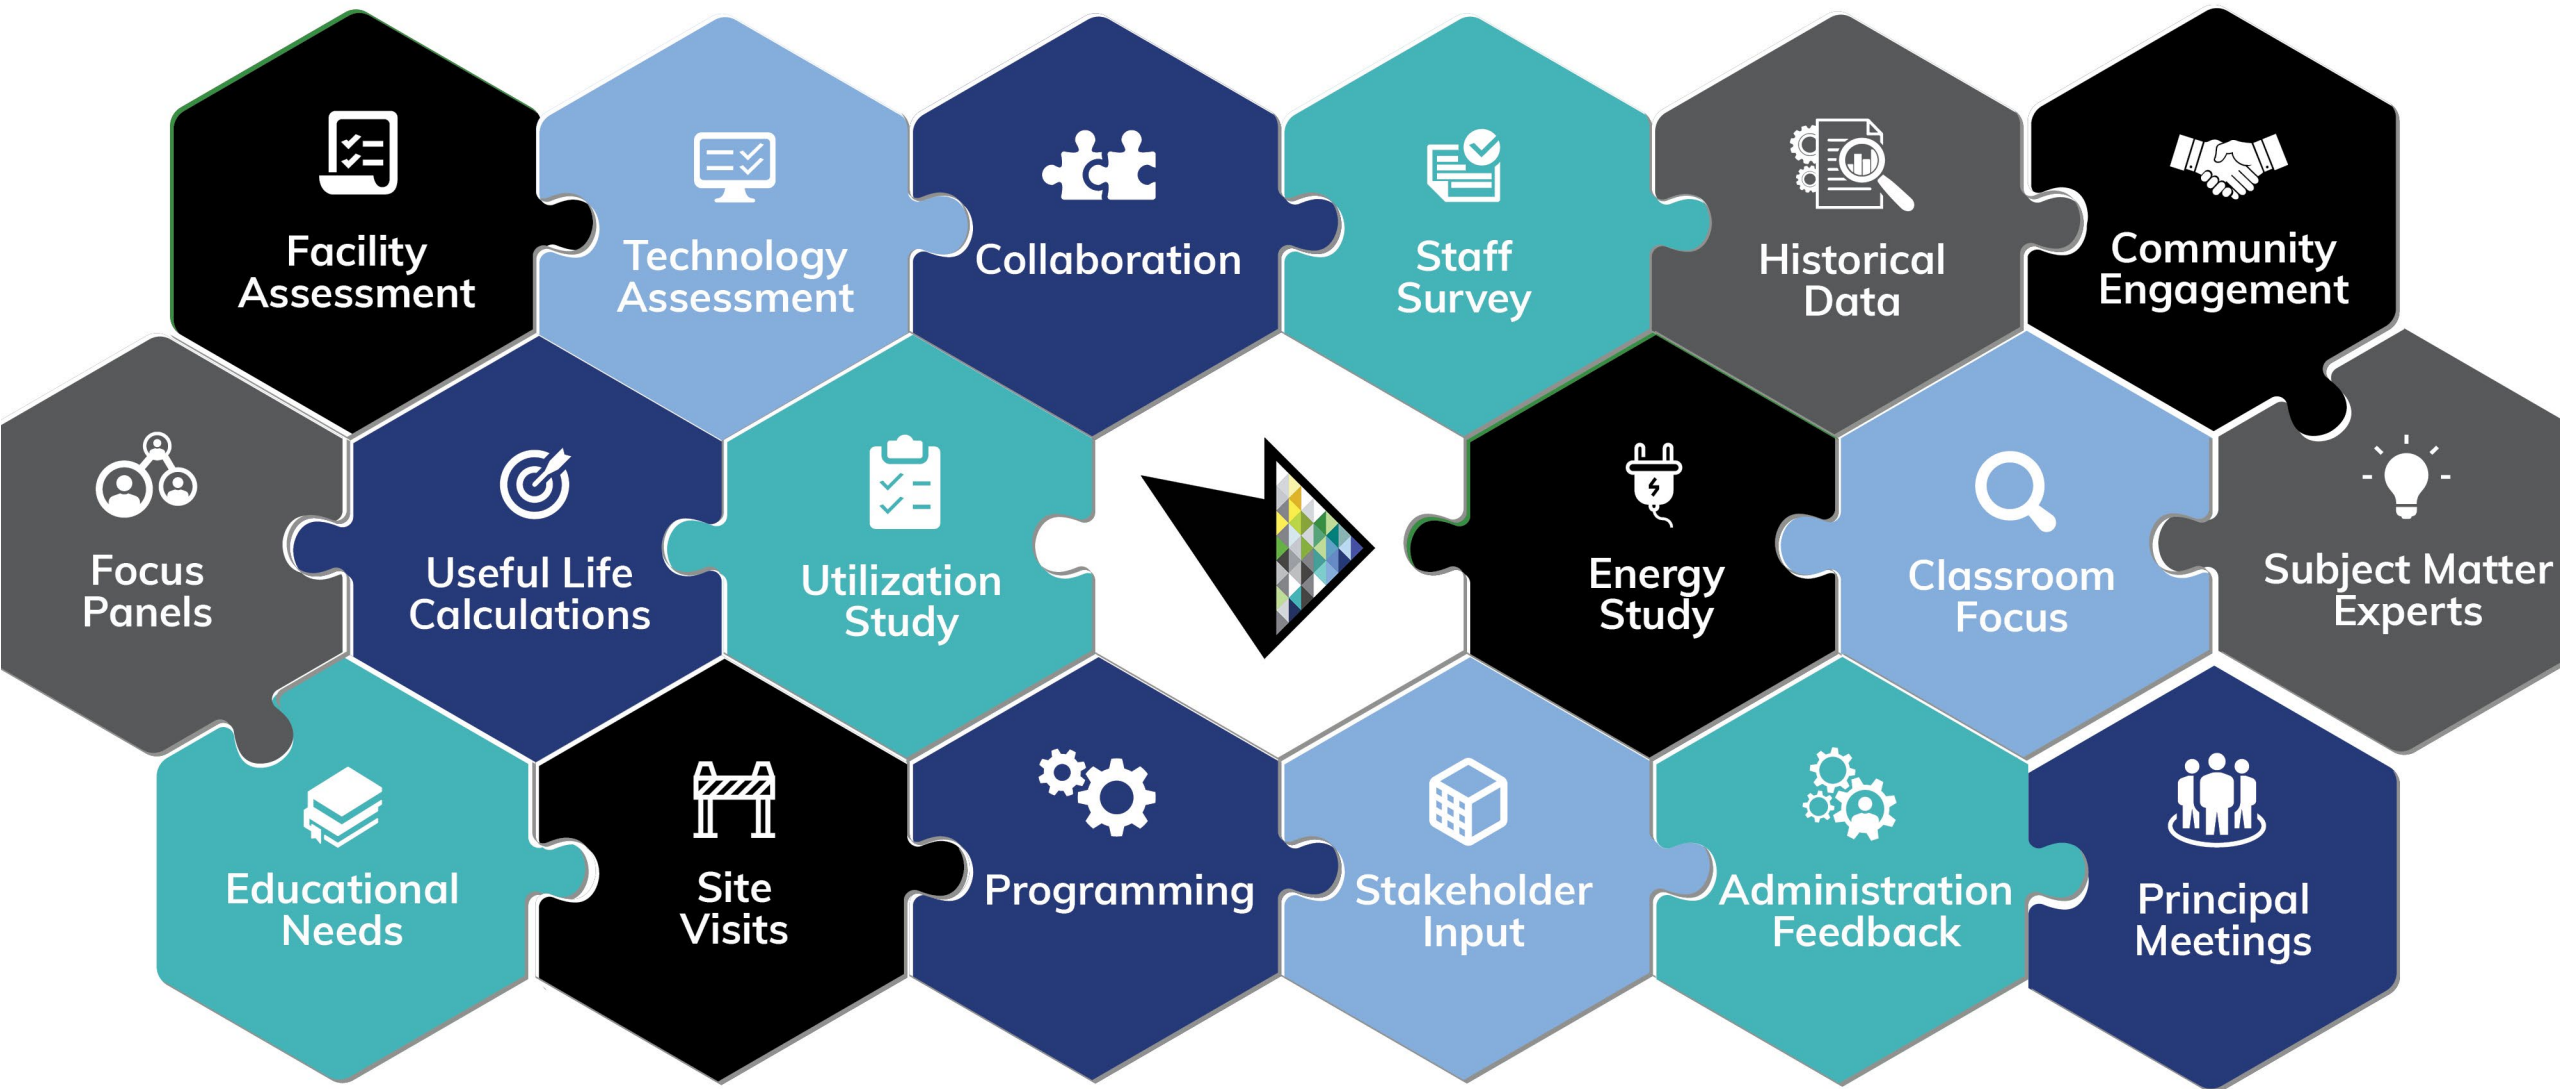 Facility
Assessment
Technology
Assessment
Collaboration
Staff
Survey
Historical
Data
Community
Engagement
Focus
Panels
Useful Life
Calculations
Utilization
Study
Energy
Study
Classroom
Focus
Subject Matter
Experts
Educational
Needs
Site
Visits
Programming
Stakeholder
Input
Administration
Feedback
Principal
Meetings